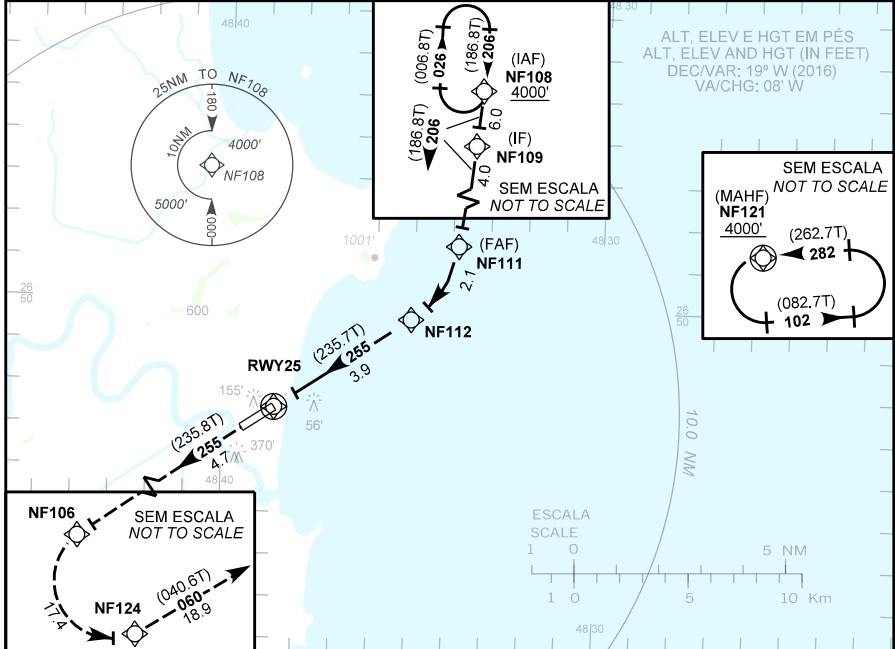 48 40
48 30
ALT, ELEV E HGT EM PÉS
ALT, ELEV AND HGT (IN FEET)
DEC/VAR: 19º W (2016)
VA/CHG: 08' W
25NM TO NF108
180
10NM
4000'
NF108
5000'
000
(006.8T)
026
(186.8T)
206
(IAF)
NF108
4000'
6.0
(186.8T)
206
(IF)
NF109
4.0
SEM ESCALA
NOT TO SCALE
SEM ESCALA
NOT TO SCALE
(MAHF)
NF121
4000'
(262.7T)
282
(082.7T)
102
1001'
(FAF)
NF111
48 30
2.1
26
50
600
NF112
26
50
(235.7T)
255
3.9
RWY25
155'
56'
(235.8T)
255
4.7
370'
48 40
10.0 NM
NF106
SEM ESCALA
NOT TO SCALE
17.4
NF124
(040.6T)
060
18.9
ESCALA
SCALE
1 0 5 NM
1 0 5 10 Km
48 30